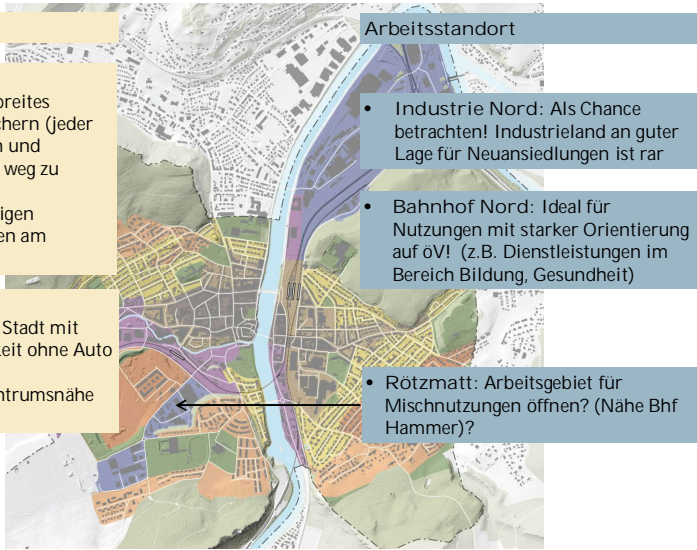 breites
chern (jeder
und
weg zu
igen
en am
Stadt mit
keit ohne Auto
ntrumsnähe
Arbeitsstandort
• Industrie Nord: Als Chance
betrachten! Industrieland an guter
Lage für Neuansiedlungen ist rar
• Bahnhof Nord: Ideal für
Nutzungen mit starker Orientierung
auf öV! (z.B. Dienstleistungen im
Bereich Bildung, Gesundheit)
• Rötzmatt: Arbeitsgebiet für
Mischnutzungen öffnen? (Nähe Bhf
Hammer)?